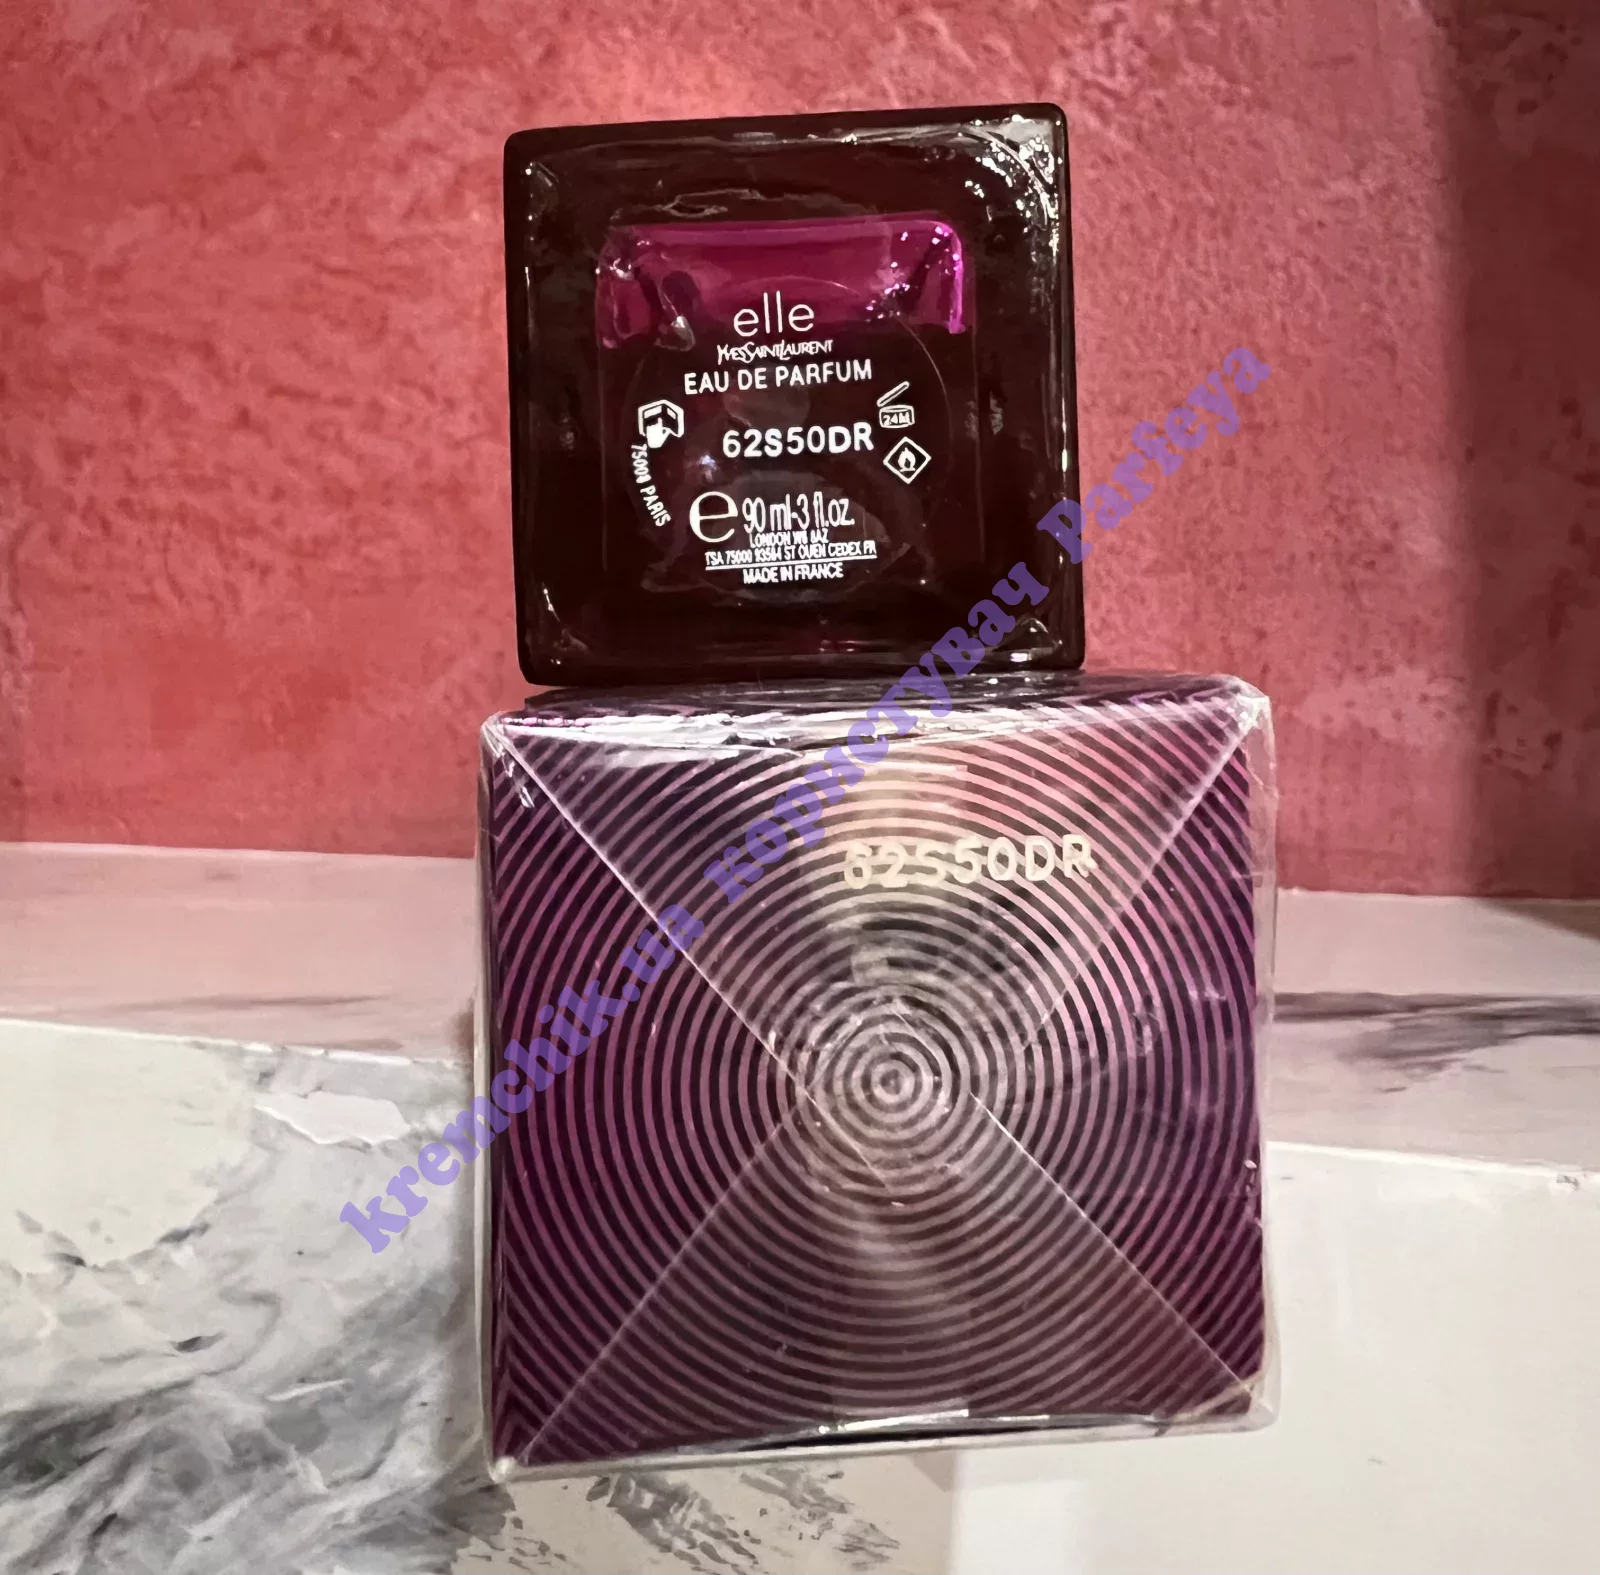 elle
YVESSAINTLAURENT
EAU DE PARFUM
24M
62S50DR
75008 PARIS
e 90 ml-3 fl.oz.
LONDON W6 8AZ
TSA 75000 93584 ST OUEN CEDEX FR
MADE IN FRANCE
62S50DR
kremchik.ua користувач Parfeya